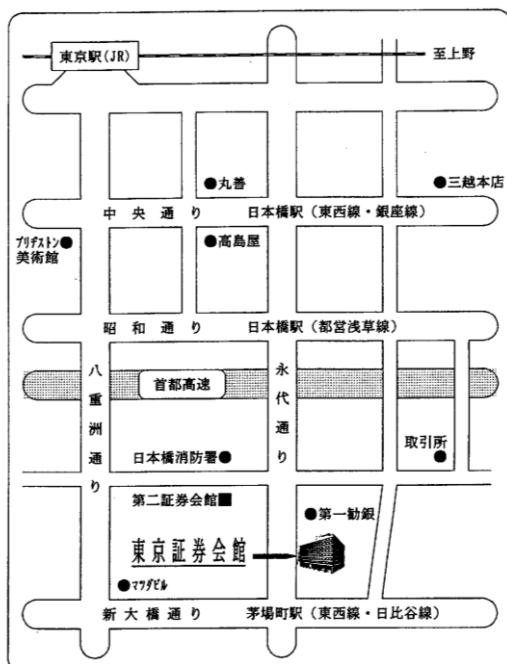 東京駅(JR)
至上野
●丸善
●三越本店
中央通り
日本橋駅（東西線・銀座線）
ブリヂストン●
美術館
●高島屋
昭和通り
日本橋駅（都営浅草線）
八重洲通り
首都高速
永代通り
取引所
日本橋消防署●
第二証券会館■
●第一勧銀
東京証券会館
●マツダビル
新大橋通り
茅場町駅（東西線・日比谷線）